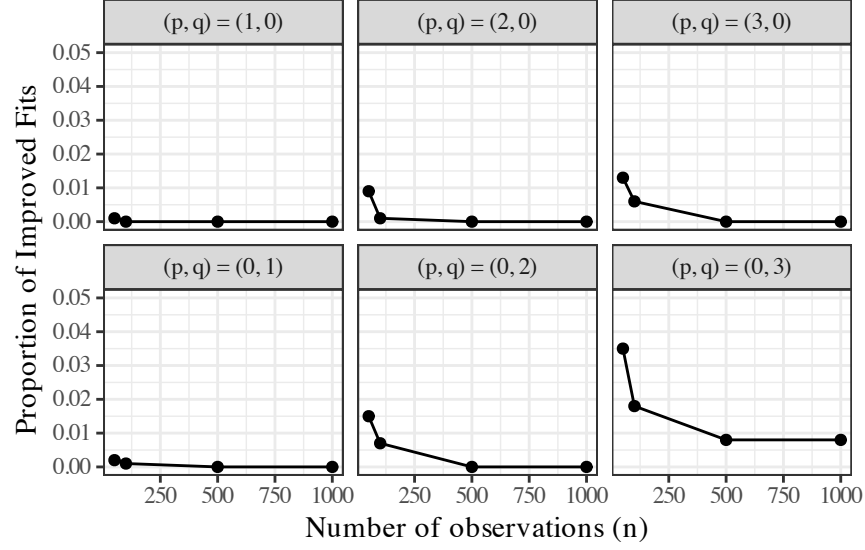 (p, q) = (1, 0)
(p, q) = (2, 0)
(p, q) = (3, 0)
0.05
0.04
0.03
0.02
0.01
0.00
(p, q) = (0, 1)
(p, q) = (0, 2)
(p, q) = (0, 3)
0.05
0.04
0.03
0.02
0.01
0.00
250 500 750 1000
250 500 750 1000
250 500 750 1000
Number of observations (n)
Proportion of Improved Fits